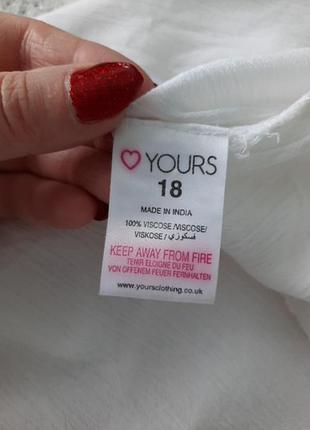 YOURS
18
MADE IN INDIA
100% VISCOSE /VISCOSE/
VISKOSE / فسكوزي
KEEP AWAY FROM FIRE
TENIR ELOIGNE DU FEU
VON OFFENEM FEUER FERNHALTEN
www.yoursclothing.co.uk